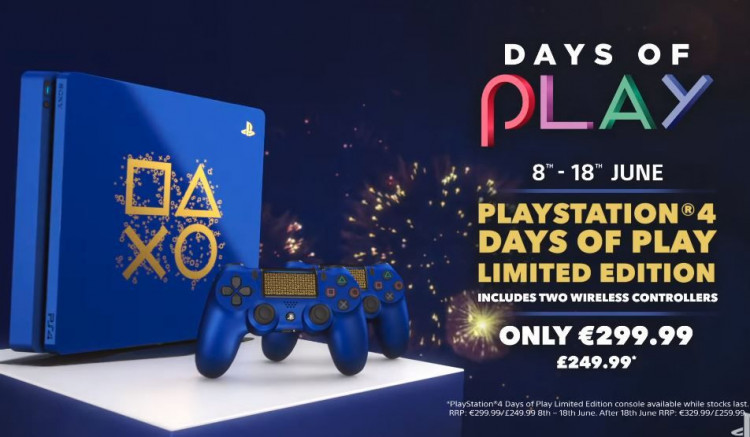 DAYS OF
PLAY
8TH - 18TH JUNE
PLAYSTATION®4
DAYS OF PLAY
LIMITED EDITION
INCLUDES TWO WIRELESS CONTROLLERS
ONLY €299.99
£249.99*
*PlayStation®4 Days of Play Limited Edition console available while stocks last.
RRP: €299.99/£249.99 8th – 18th June. After 18th June RRP: €329.99/£259.99
SONY
PS4